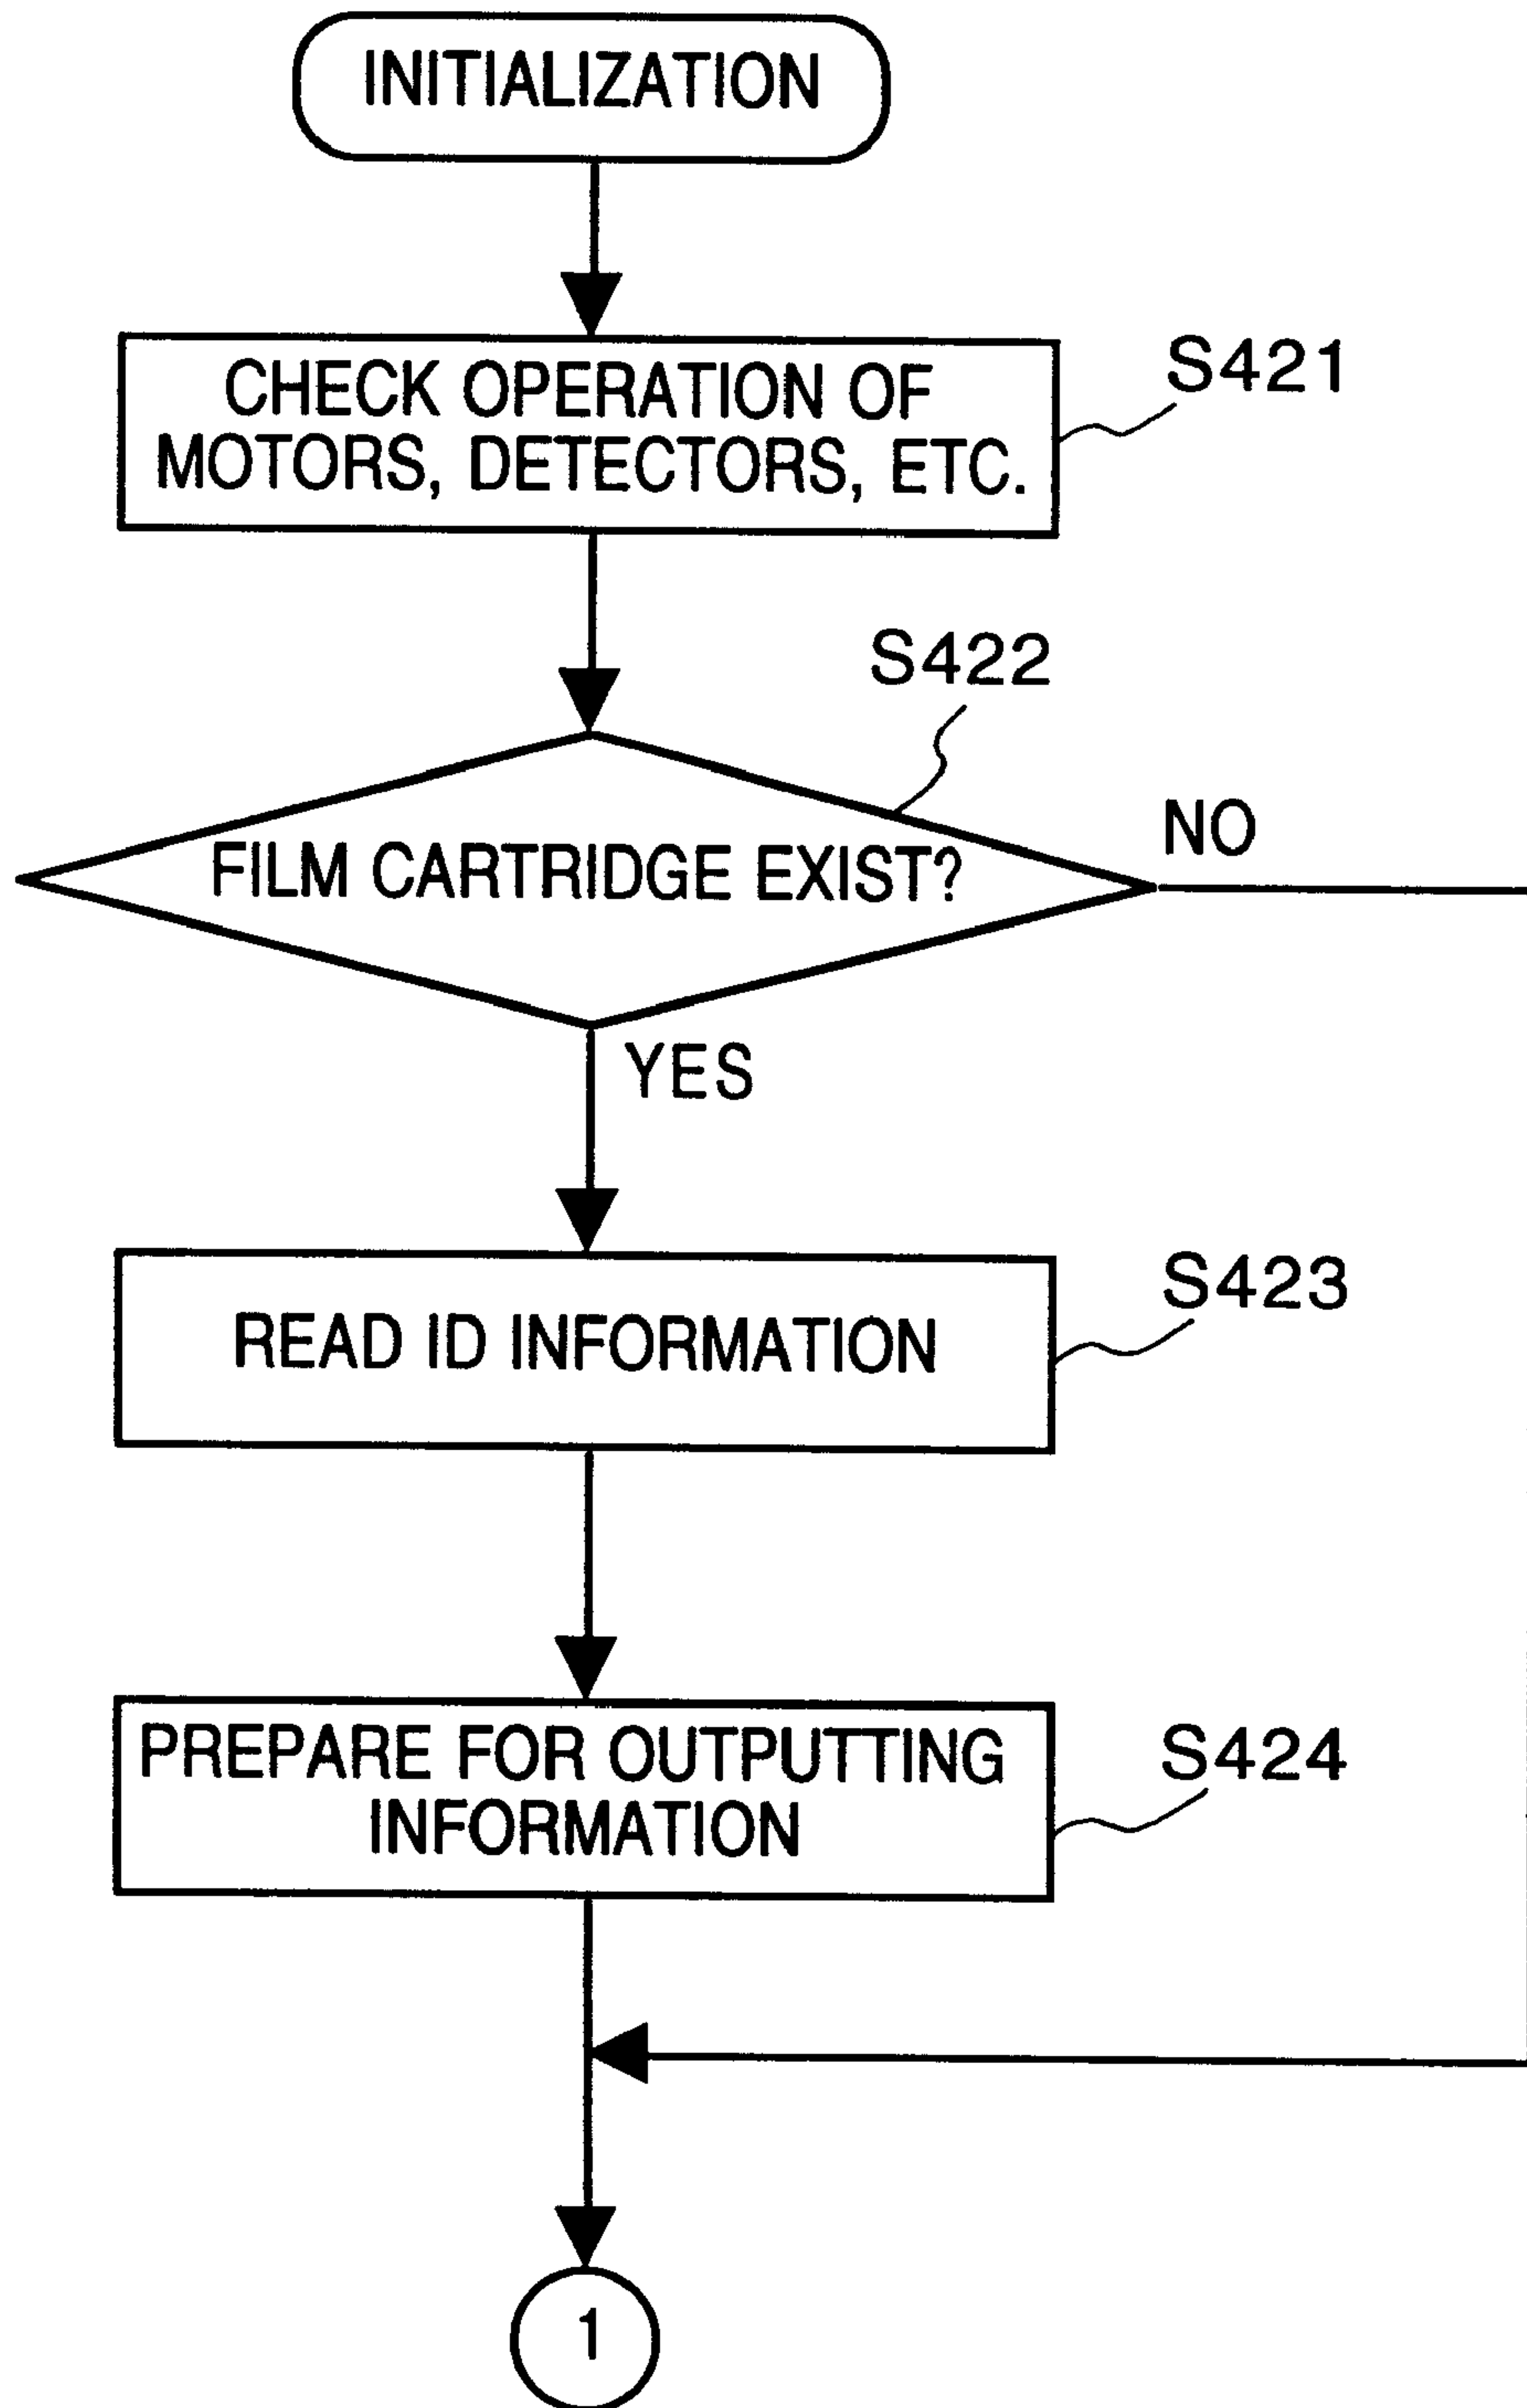 INITIALIZATION
CHECK OPERATION OF
MOTORS, DETECTORS, ETC.
S421
S422
FILM CARTRIDGE EXIST?
NO
YES
READ ID INFORMATION
S423
PREPARE FOR OUTPUTTING
INFORMATION
S424
1